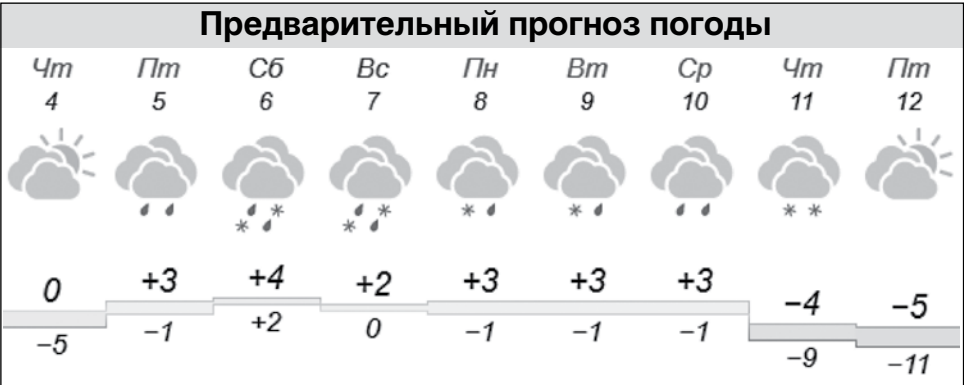 Предварительный прогноз погоды
Чт Пт Сб Вс Пн Вт Ср Чт Пт
4 5 6 7 8 9 10 11 12
0 +3 +4 +2 +3 +3 +3 −4 −5
−5 −1 +2 0 −1 −1 −1 −9 −11